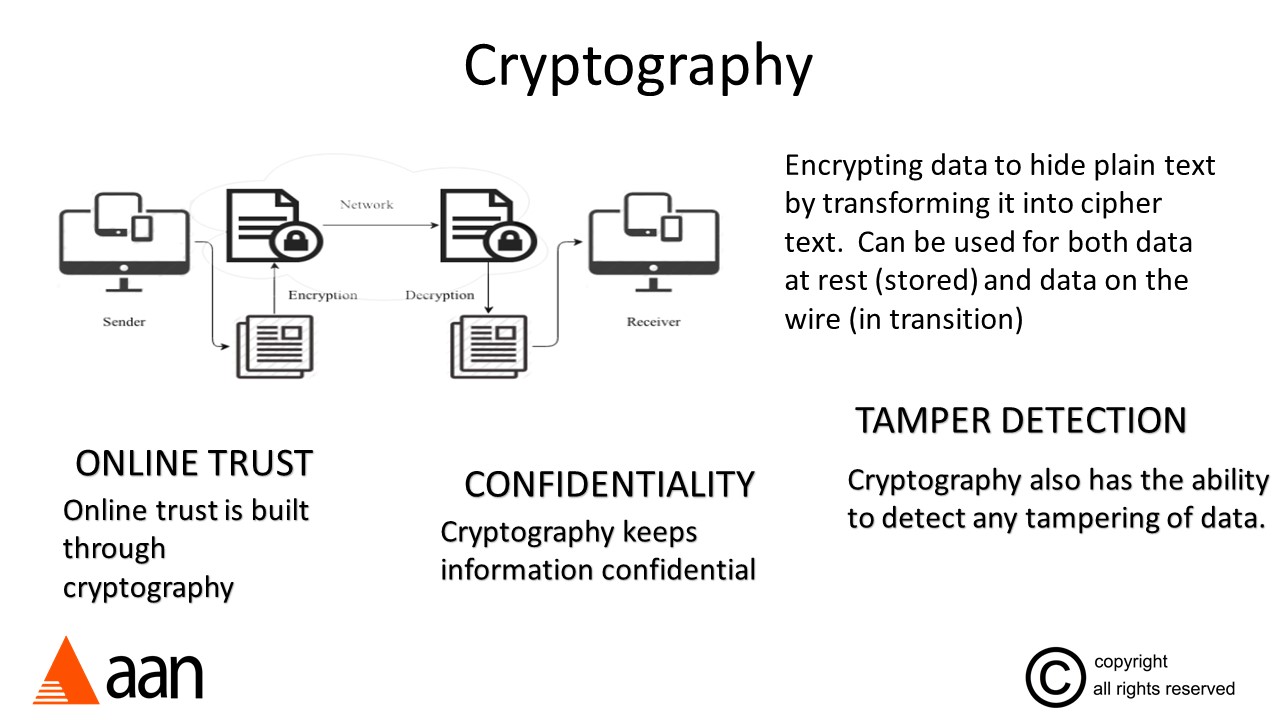 Cryptography
Network
Encryption
Decryption
Sender
Receiver
Encrypting data to hide plain text
by transforming it into cipher
text.  Can be used for both data
at rest (stored) and data on the
wire (in transition)
ONLINE TRUST
Online trust is built
through
cryptography
CONFIDENTIALITY
Cryptography keeps
information confidential
TAMPER DETECTION
Cryptography also has the ability
to detect any tampering of data.
aan
©
copyright
all rights reserved